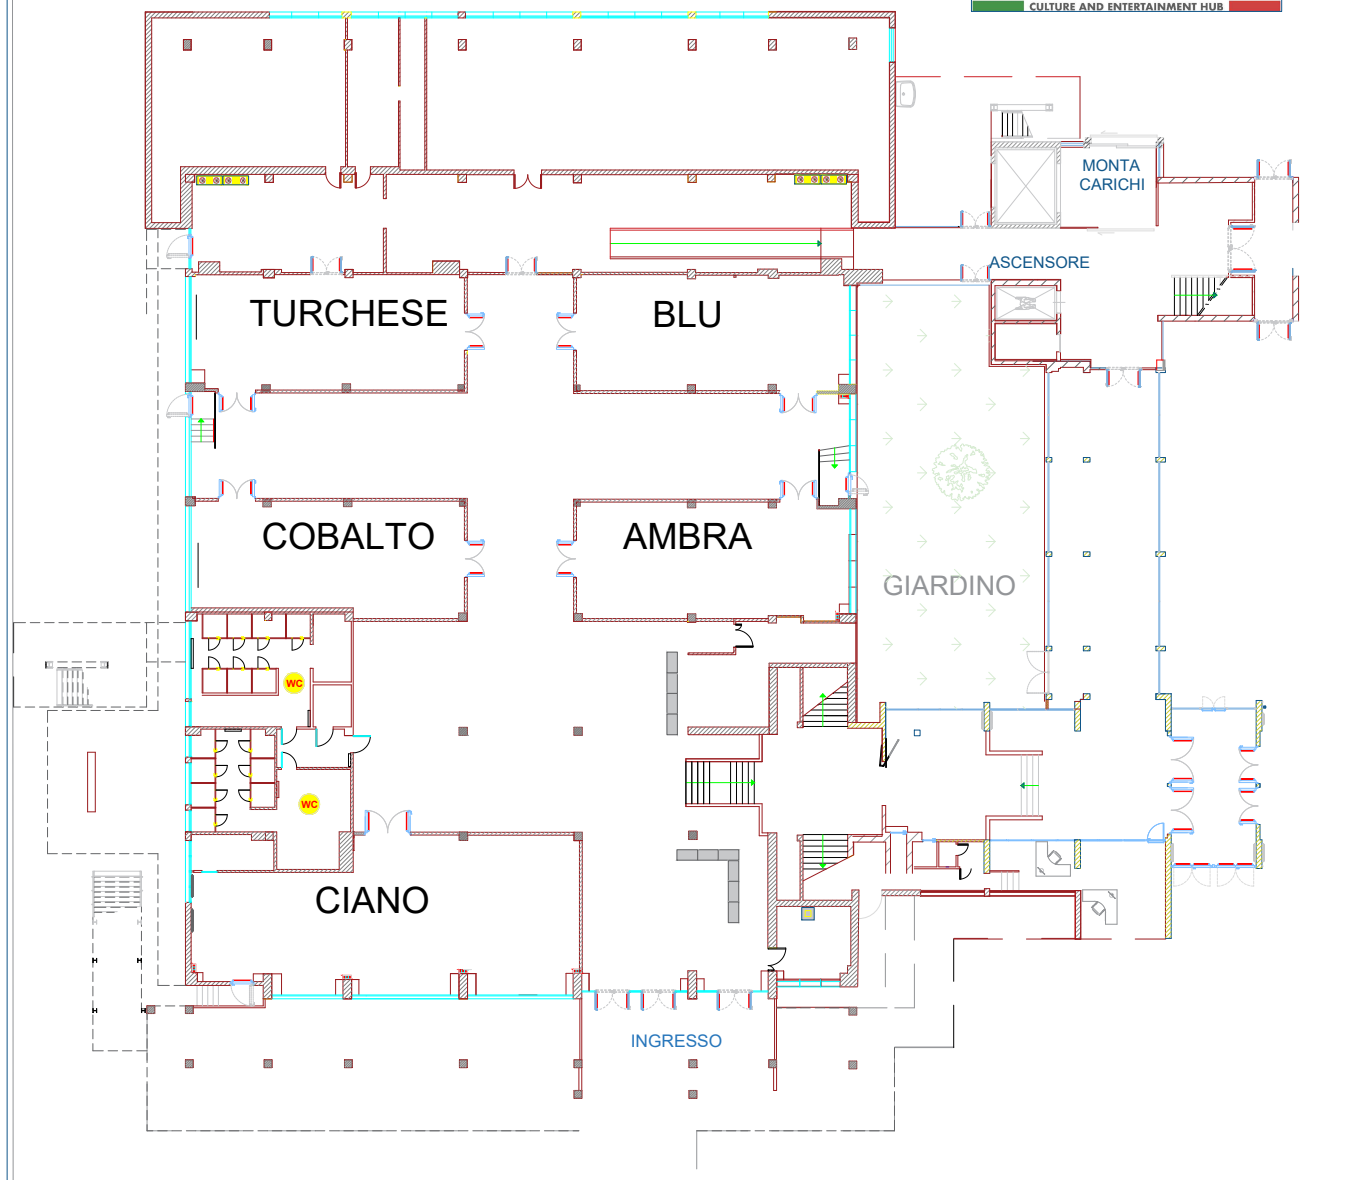 CULTURE AND ENTERTAINMENT HUB
MONTA
CARICHI
ASCENSORE
TURCHESE
BLU
COBALTO
AMBRA
GIARDINO
WC
WC
CIANO
INGRESSO